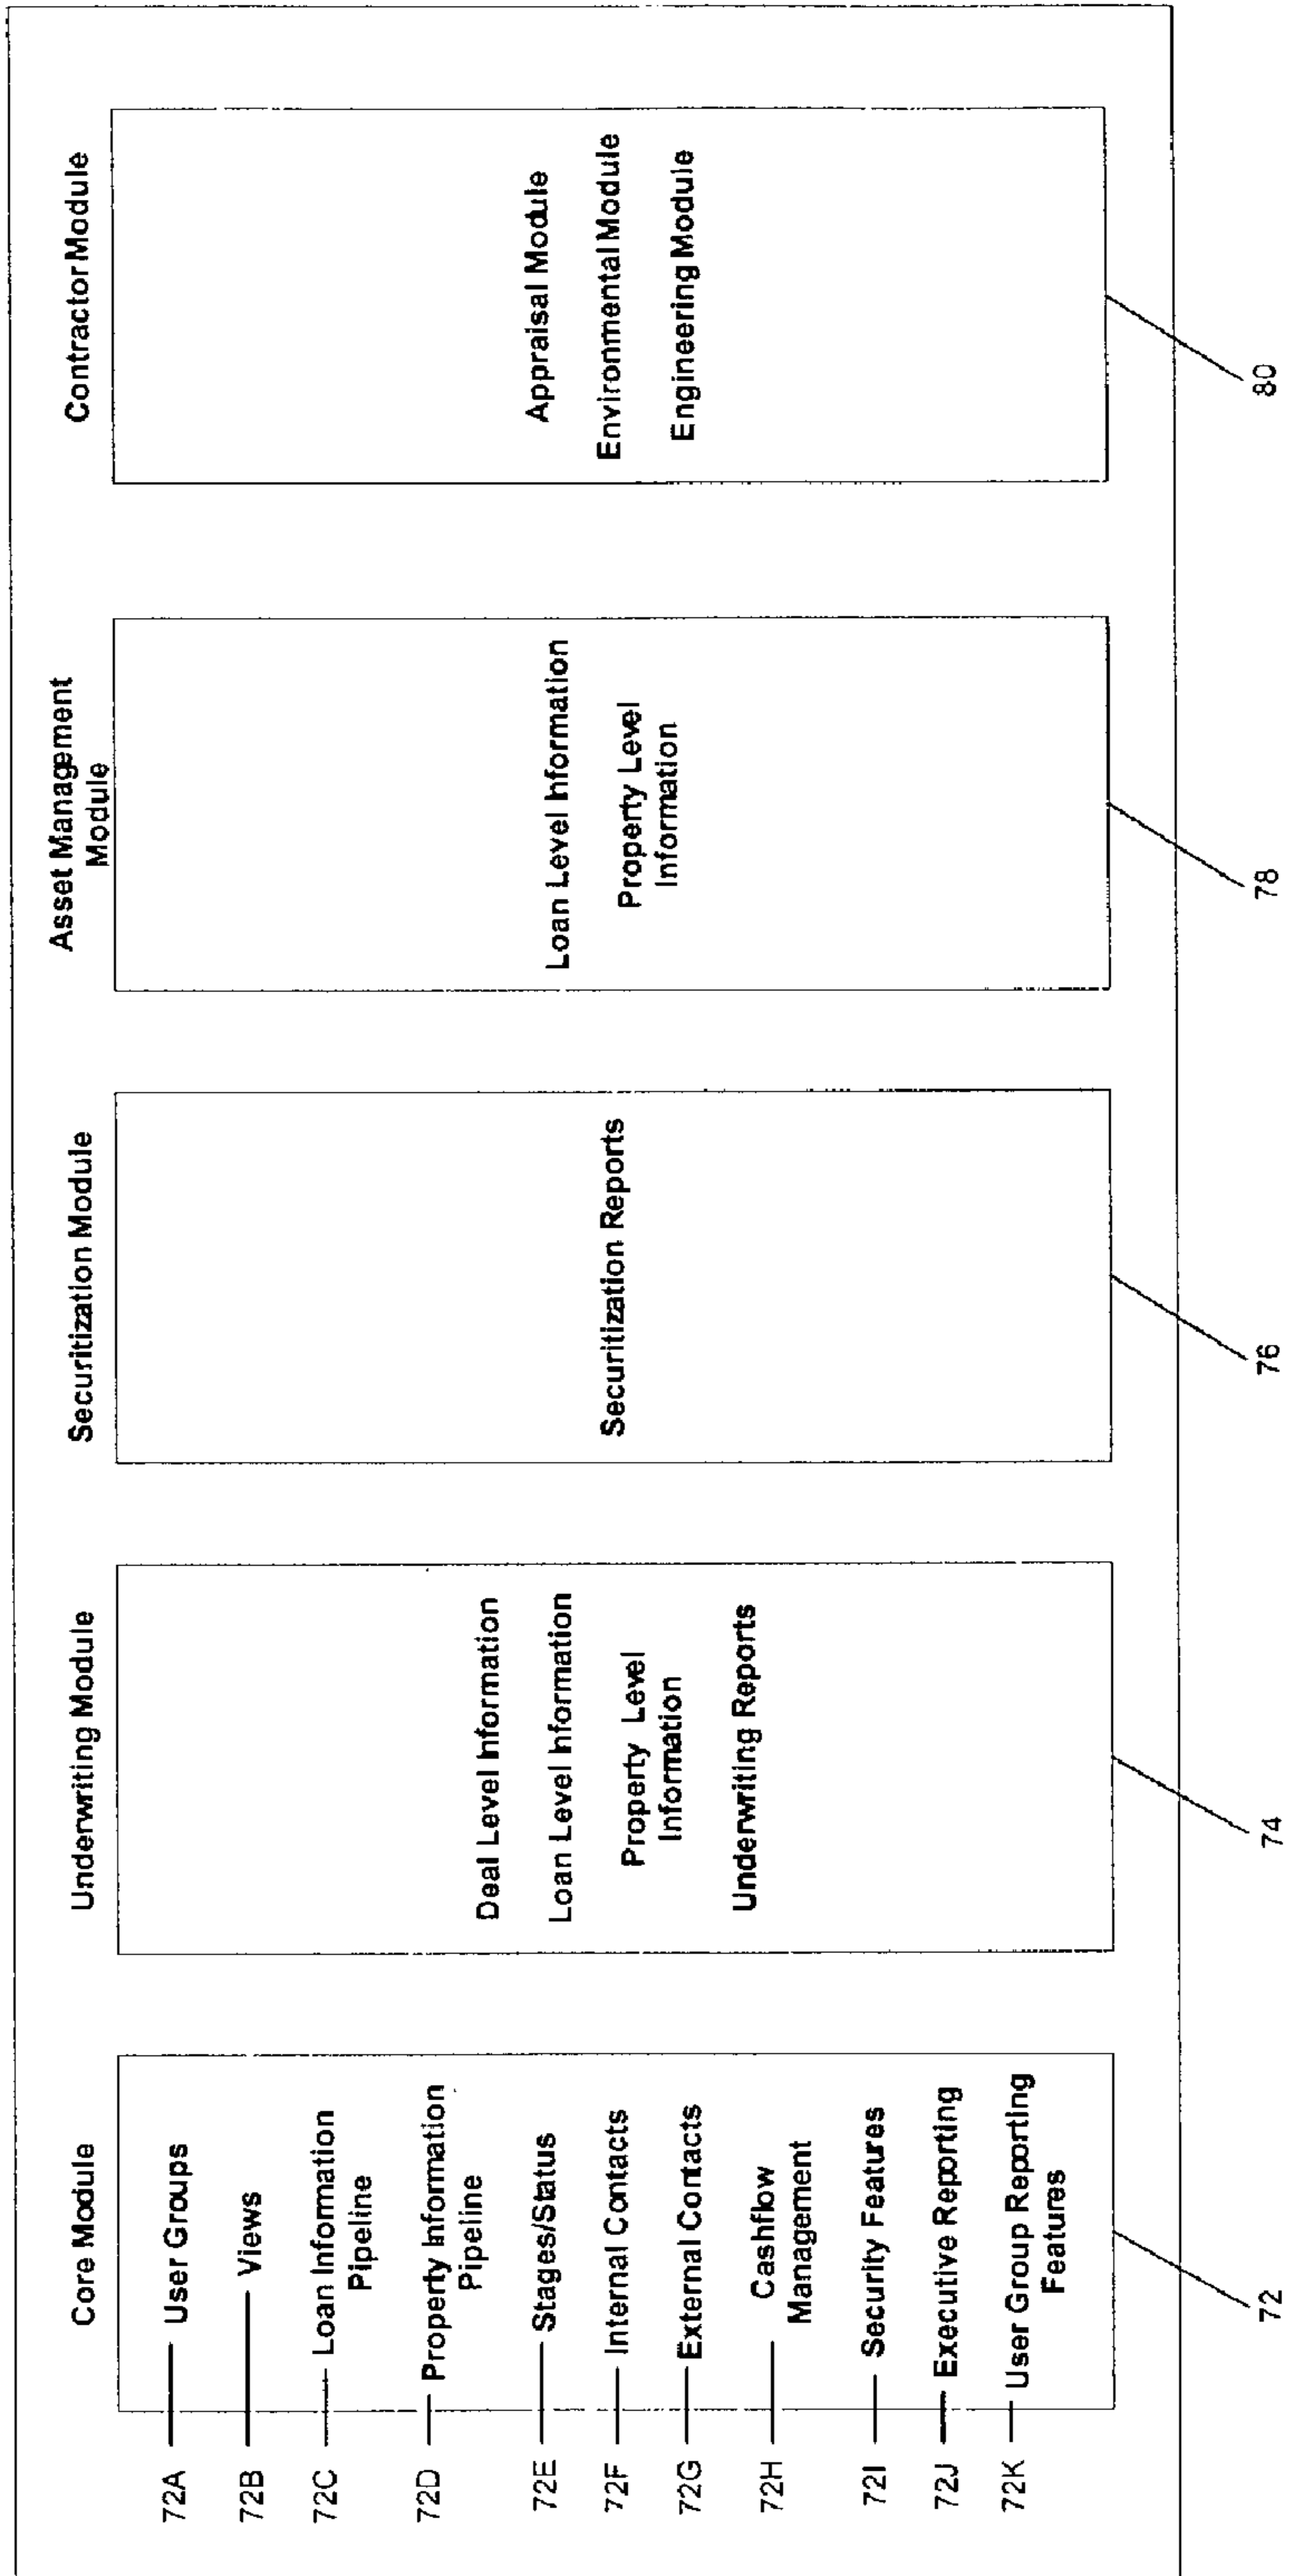 Core Module
72A
User Groups
72B
Views
72C
Loan Information
Pipeline
72D
Property Information
Pipeline
72E
Stages/Status
72F
Internal Contacts
72G
External Contacts
72H
Cashflow
Management
72I
Security Features
72J
Executive Reporting
72K
User Group Reporting
Features
72
Underwriting Module
Deal Level Information
Loan Level Information
Property Level
Information
Underwriting Reports
74
Securitization Module
Securitization Reports
76
Asset Management
Module
Loan Level Information
Property Level
Information
78
Contractor Module
Appraisal Module
Environmental Module
Engineering Module
80